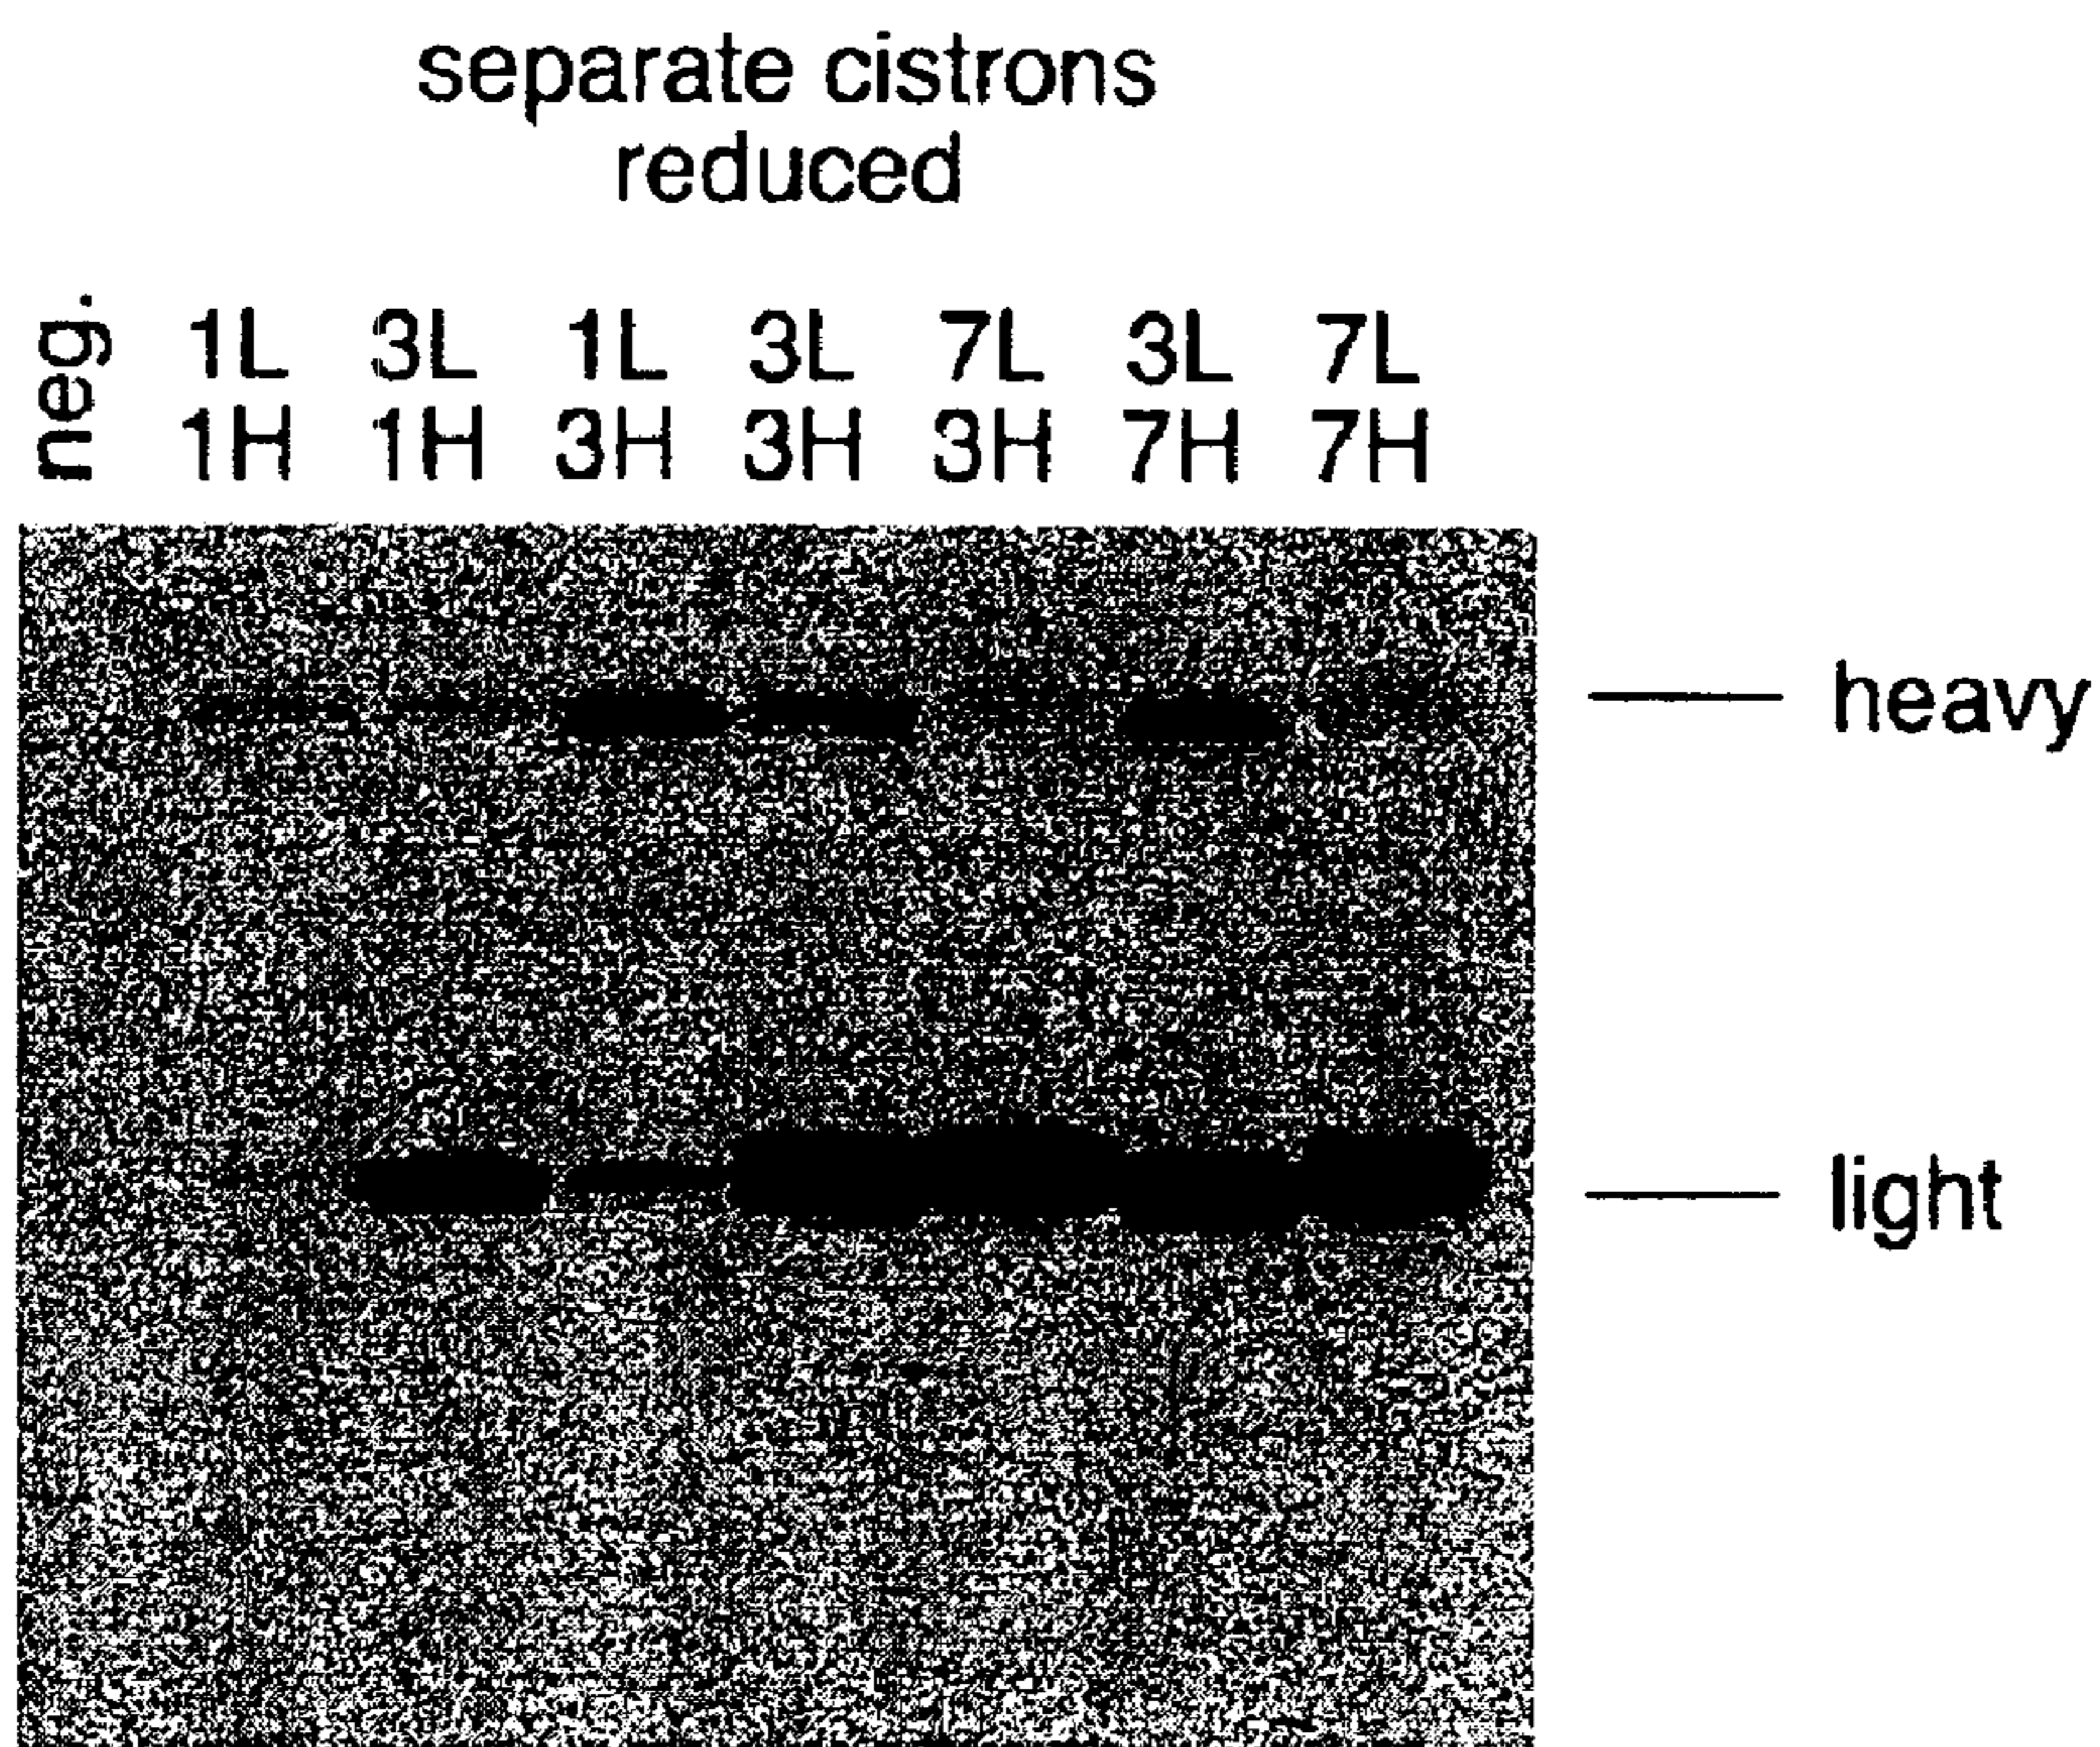 separate cistrons
reduced
neg. 1L 3L 1L 3L 7L 3L 7L
1H 1H 3H 3H 3H 7H 7H
heavy
light